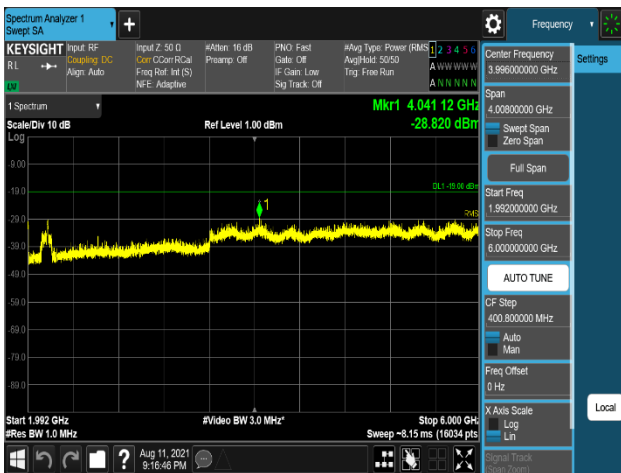 Spectrum Analyzer 1
Swept SA
Frequency
KEYSIGHT
RL
Input: RF
Coupling: DC
Align: Auto
Input Z: 50 Ω
Corr CCorr RCal
Freq Ref: Int (S)
NFE: Adaptive
#Atten: 16 dB
Preamp: Off
PNO: Fast
Gate: Off
IF Gain: Low
Sig Track: Off
#Avg Type: Power (RMS
Avg|Hold: 50/50
Trig: Free Run
1 2 3 4 5 6
A W W W W W
A N N N N N
1 Spectrum
Scale/Div 10 dB
Ref Level 1.00 dBm
Mkr1 4.041 12 GHz
-28.820 dBm
Log
-9.00
-19.0
-29.0
-39.0
-49.0
-59.0
-69.0
-79.0
-89.0
DL1 -19.00 dBm
1
RMS
Start 1.992 GHz
#Video BW 3.0 MHz*
Stop 6.000 GHz
#Res BW 1.0 MHz
Sweep ~8.15 ms (16034 pts
Aug 11, 2021
9:16:46 PM
Center Frequency
3.996000000 GHz
Settings
Span
4.00800000 GHz
Swept Span
Zero Span
Full Span
Start Freq
1.992000000 GHz
Stop Freq
6.000000000 GHz
AUTO TUNE
CF Step
400.800000 MHz
Auto
Man
Freq Offset
0 Hz
X Axis Scale
Log
Lin
Local
Signal Track
(Span Zoom)